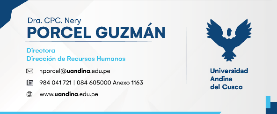 Dra. CPC. Nery
PORCEL GUZMÁN
Directora
Dirección de Recursos Humanos
nporcel@uandina.edu.pe
984 041 721 | 084 605000 Anexo 1163
www.uandina.edu.pe
Universidad
Andina
del Cusco